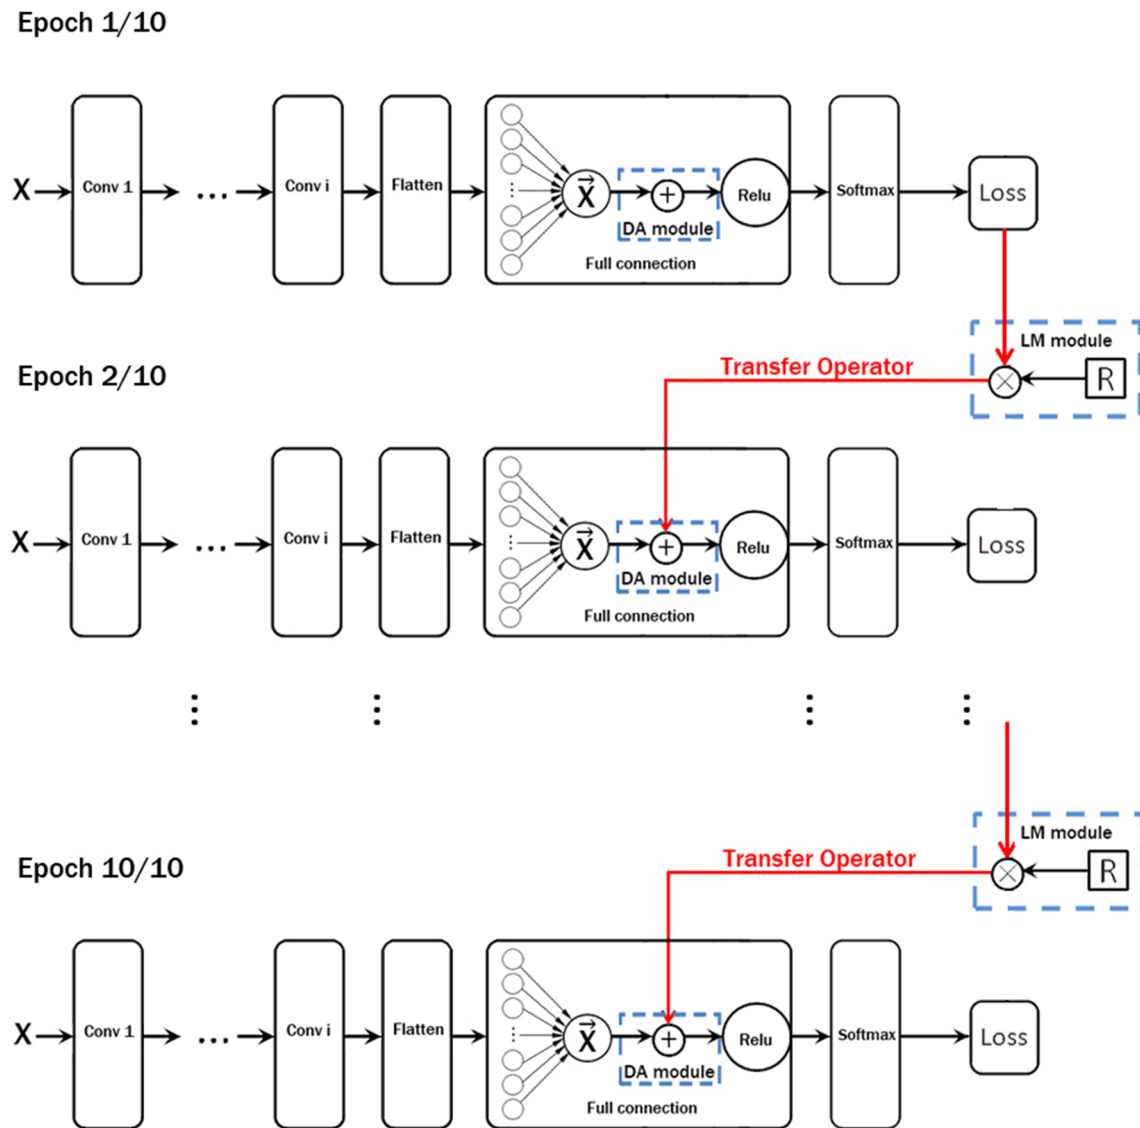 Epoch 1/10
X
Conv 1
...
Conv i
Flatten
X
+
DA module
Relu
Full connection
Softmax
Loss
LM module
R
Transfer Operator
Epoch 2/10
X
Conv 1
...
Conv i
Flatten
X
+
DA module
Relu
Full connection
Softmax
Loss
LM module
R
Transfer Operator
Epoch 10/10
X
Conv 1
...
Conv i
Flatten
X
+
DA module
Relu
Full connection
Softmax
Loss